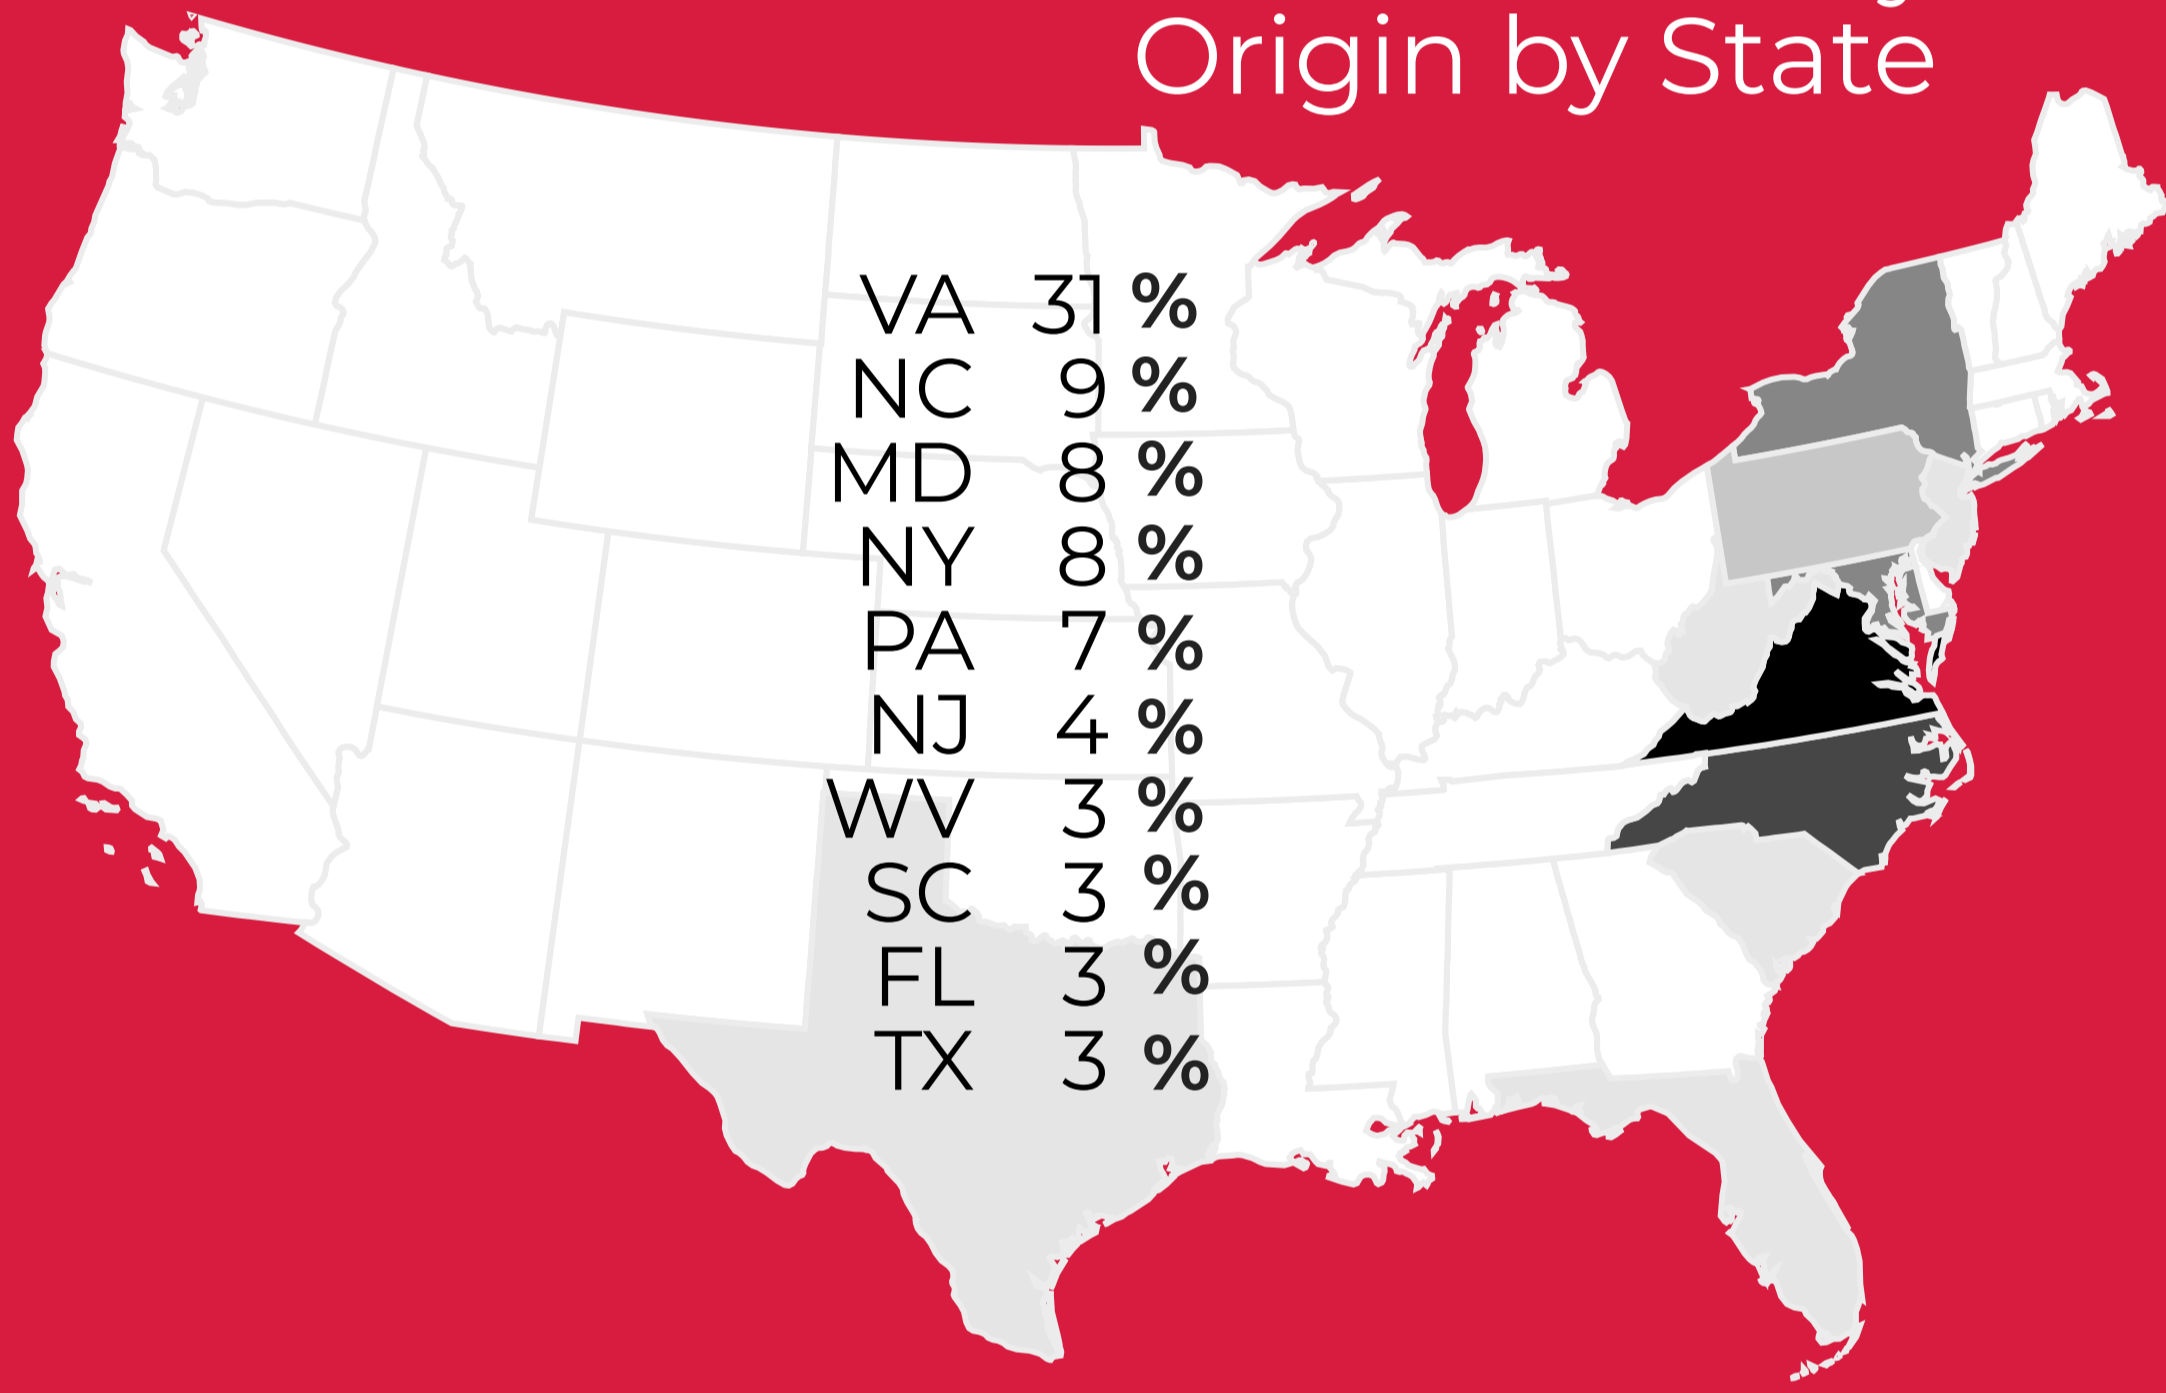 Origin by State
VA 31 %
NC 9 %
MD 8 %
NY 8 %
PA 7 %
NJ 4 %
WV 3 %
SC 3 %
FL 3 %
TX 3 %